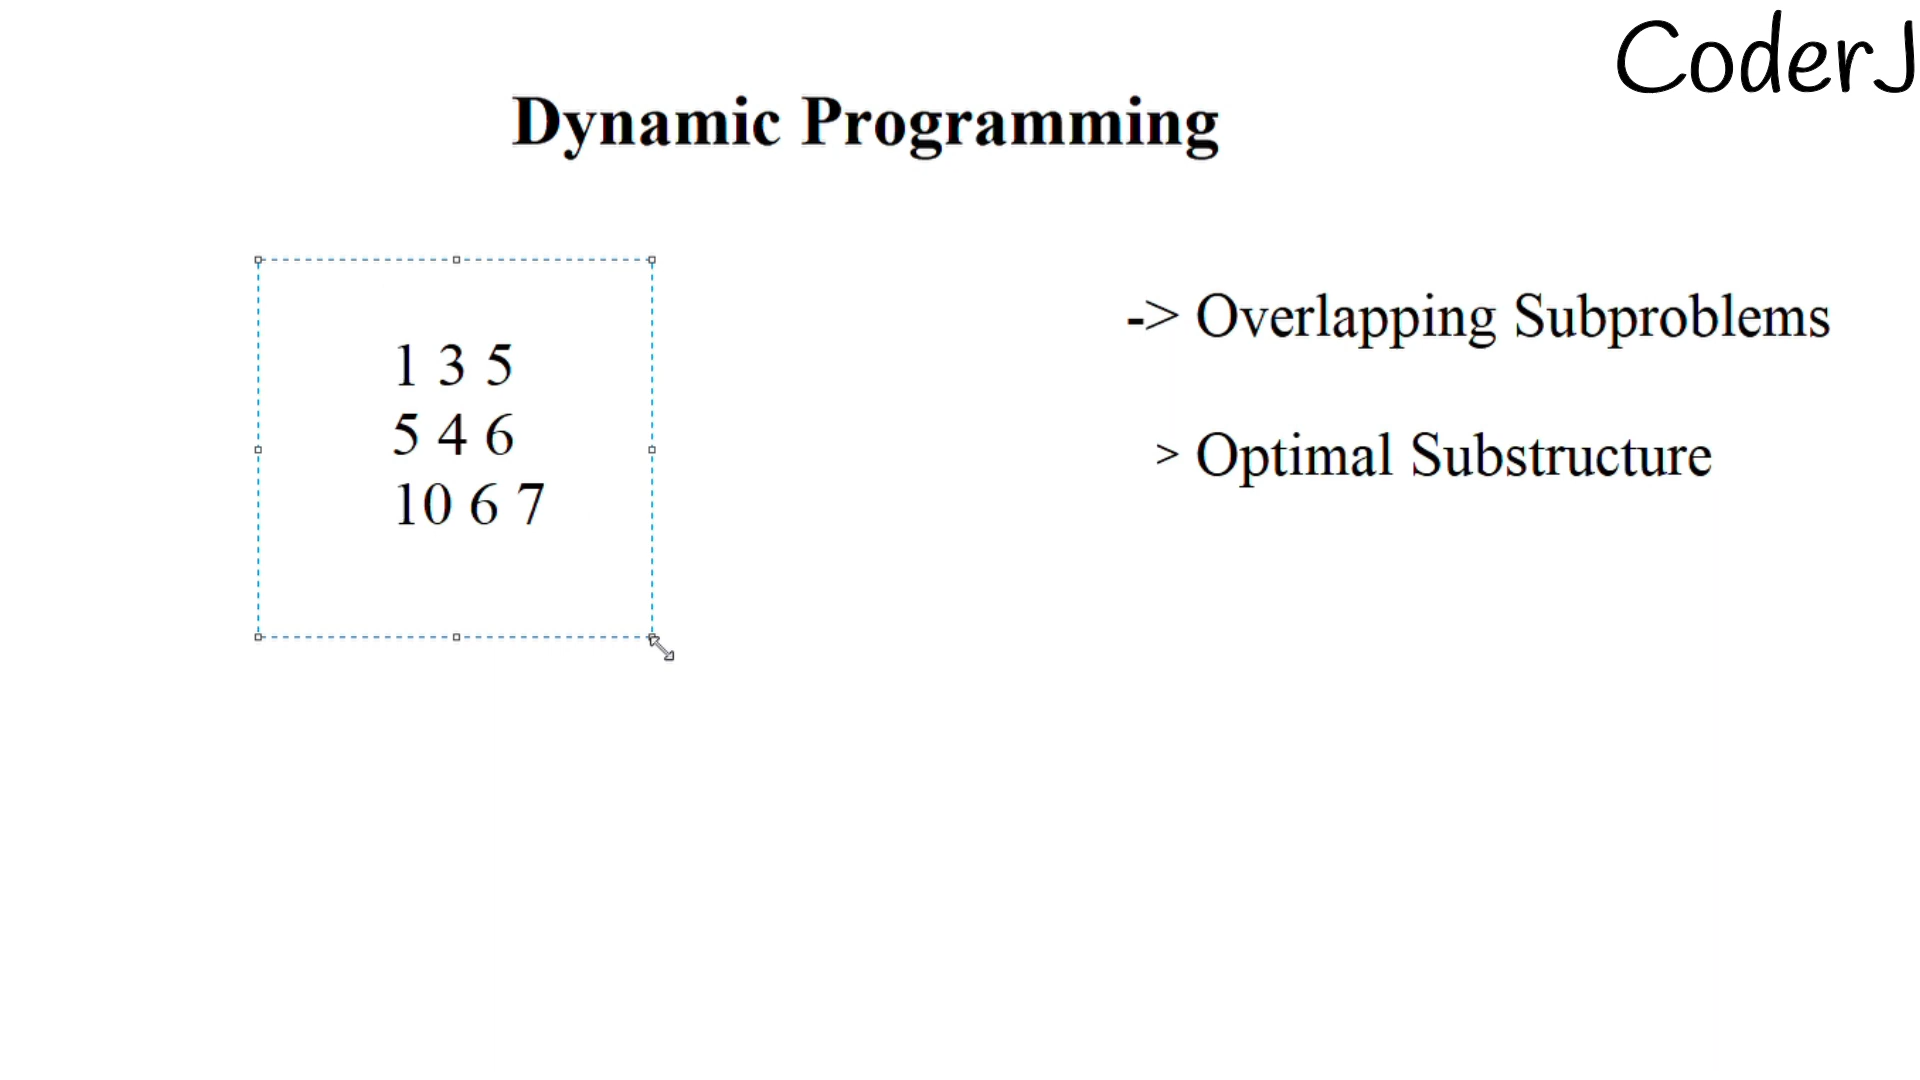 CoderJ
Dynamic Programming
1 3 5
5 4 6
10 6 7
-> Overlapping Subproblems
> Optimal Substructure